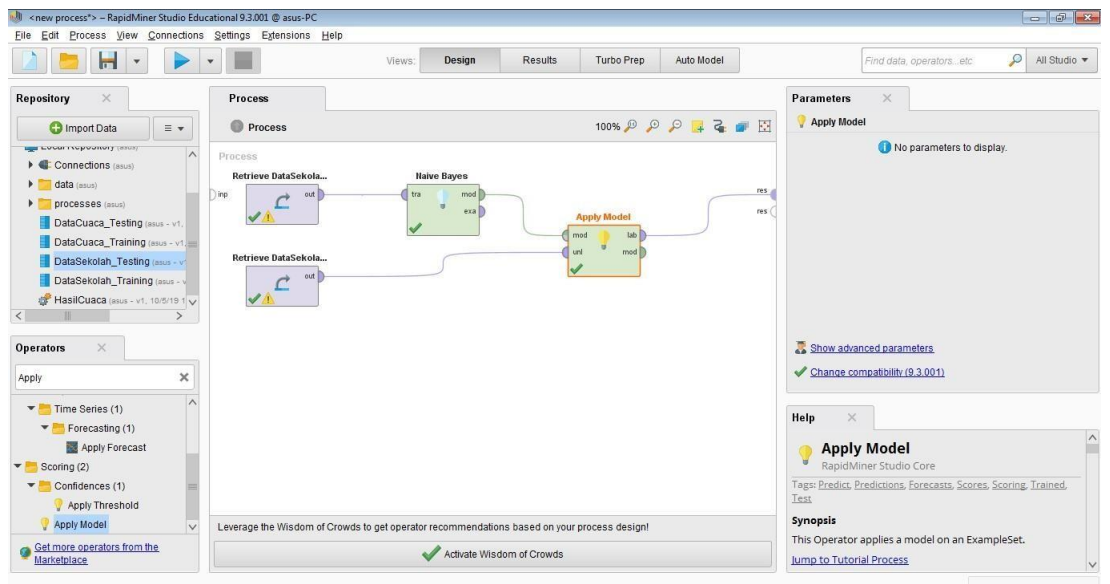 <new process*> – RapidMiner Studio Educational 9.3.001 @ asus-PC
File Edit Process View Connections Settings Extensions Help
Views: Design Results Turbo Prep Auto Model
Find data, operators...etc
All Studio
Repository
Import Data
Local Repository (asus)
Connections (asus)
data (asus)
processes (asus)
DataCuaca_Testing (asus - v1,
DataCuaca_Training (asus - v1,
DataSekolah_Testing (asus - v
DataSekolah_Training (asus - v
HasilCuaca (asus - v1, 10/5/19 1
Operators
Apply
Time Series (1)
Forecasting (1)
Apply Forecast
Scoring (2)
Confidences (1)
Apply Threshold
Apply Model
Get more operators from the
Marketplace
Process
Process
100%
Process
Retrieve DataSekola...
inp
out
Naive Bayes
tra
mod
exa
Retrieve DataSekola...
out
Apply Model
mod
lab
unl
mod
res
res
Leverage the Wisdom of Crowds to get operator recommendations based on your process design!
Activate Wisdom of Crowds
Parameters
Apply Model
No parameters to display.
Show advanced parameters
Change compatibility (9.3.001)
Help
Apply Model
RapidMiner Studio Core
Tags: Predict, Predictions, Forecasts, Scores, Scoring, Trained,
Test
Synopsis
This Operator applies a model on an ExampleSet.
Jump to Tutorial Process